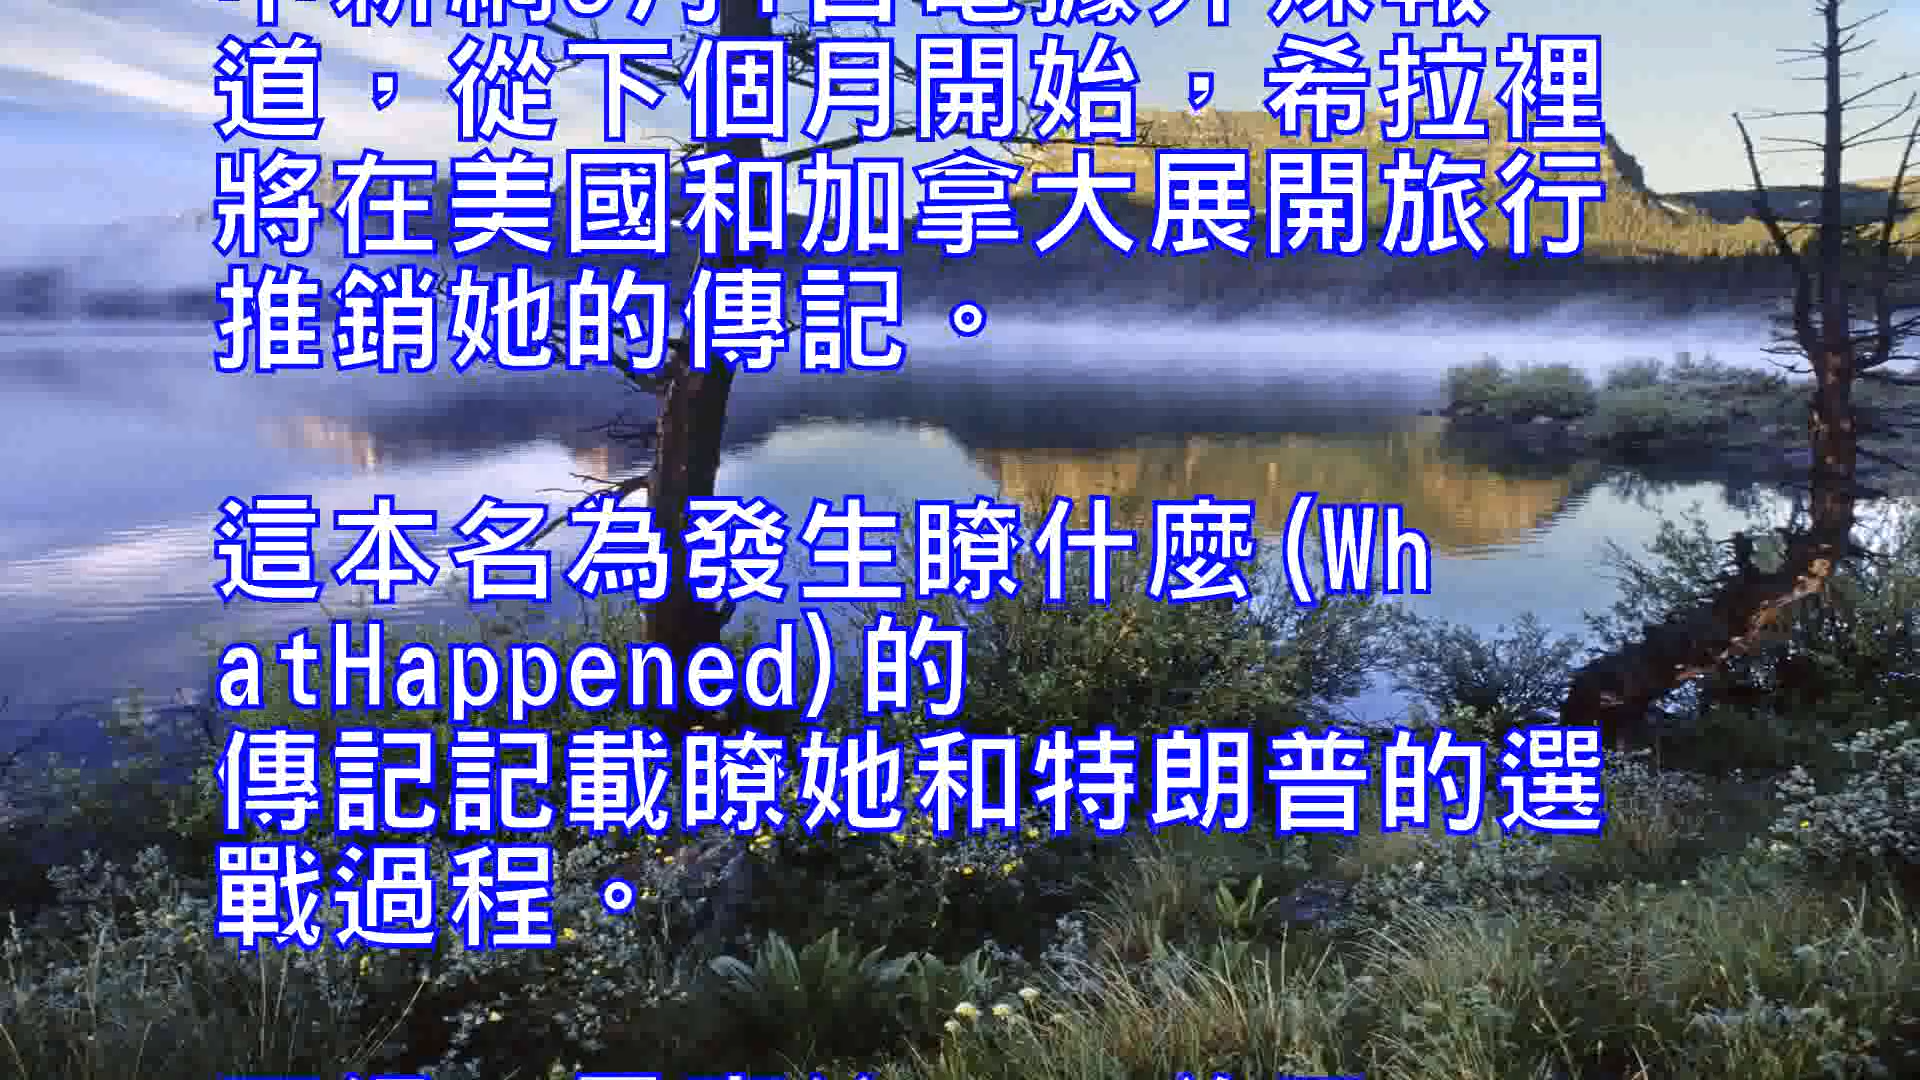 道，從下個月開始，希拉裡
將在美國和加拿大展開旅行
推銷她的傳記。
這本名為發生瞭什麼(Wh
atHappened)的
傳記記載瞭她和特朗普的選
戰過程。